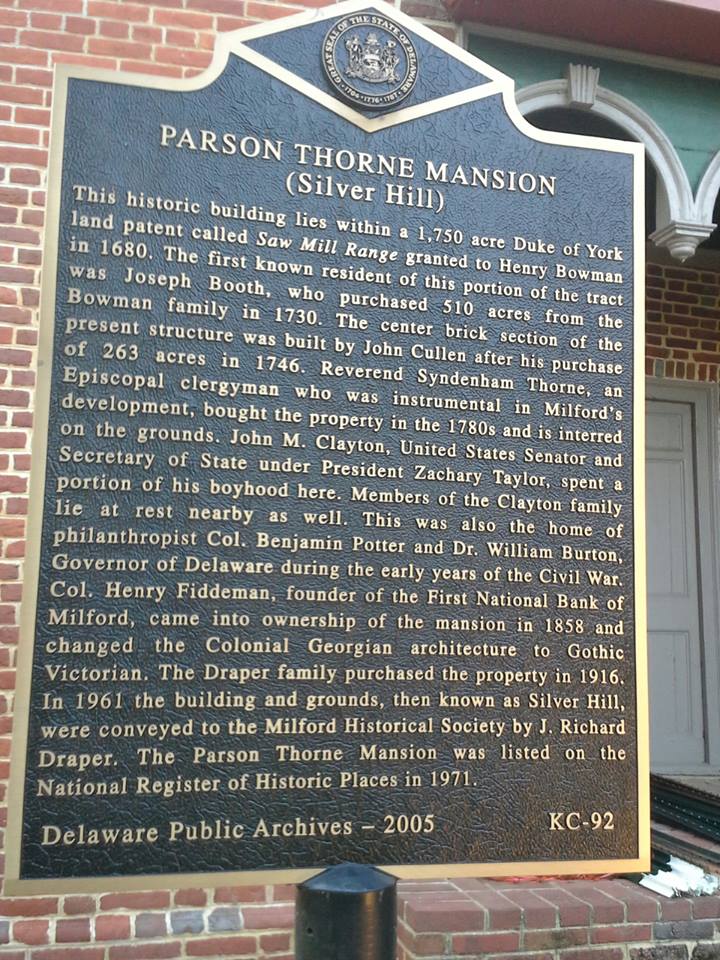 GREAT SEAL OF THE STATE OF DELAWARE
• 1704 • 1776 • 1787 •
PARSON THORNE MANSION
(Silver Hill)
This historic building lies within a 1,750 acre Duke of York
land patent called Saw Mill Range granted to Henry Bowman
in 1680. The first known resident of this portion of the tract
was Joseph Booth, who purchased 510 acres from the
Bowman family in 1730. The center brick section of the
present structure was built by John Cullen after his purchase
of 263 acres in 1746. Reverend Syndenham Thorne, an
Episcopal clergyman who was instrumental in Milford's
development, bought the property in the 1780s and is interred
on the grounds. John M. Clayton, United States Senator and
Secretary of State under President Zachary Taylor, spent a
portion of his boyhood here. Members of the Clayton family
lie at rest nearby as well. This was also the home of
philanthropist Col. Benjamin Potter and Dr. William Burton,
Governor of Delaware during the early years of the Civil War.
Col. Henry Fiddeman, founder of the First National Bank of
Milford, came into ownership of the mansion in 1858 and
changed the Colonial Georgian architecture to Gothic
Victorian. The Draper family purchased the property in 1916.
In 1961 the building and grounds, then known as Silver Hill,
were conveyed to the Milford Historical Society by J. Richard
Draper. The Parson Thorne Mansion was listed on the
National Register of Historic Places in 1971.
Delaware Public Archives – 2005 KC-92